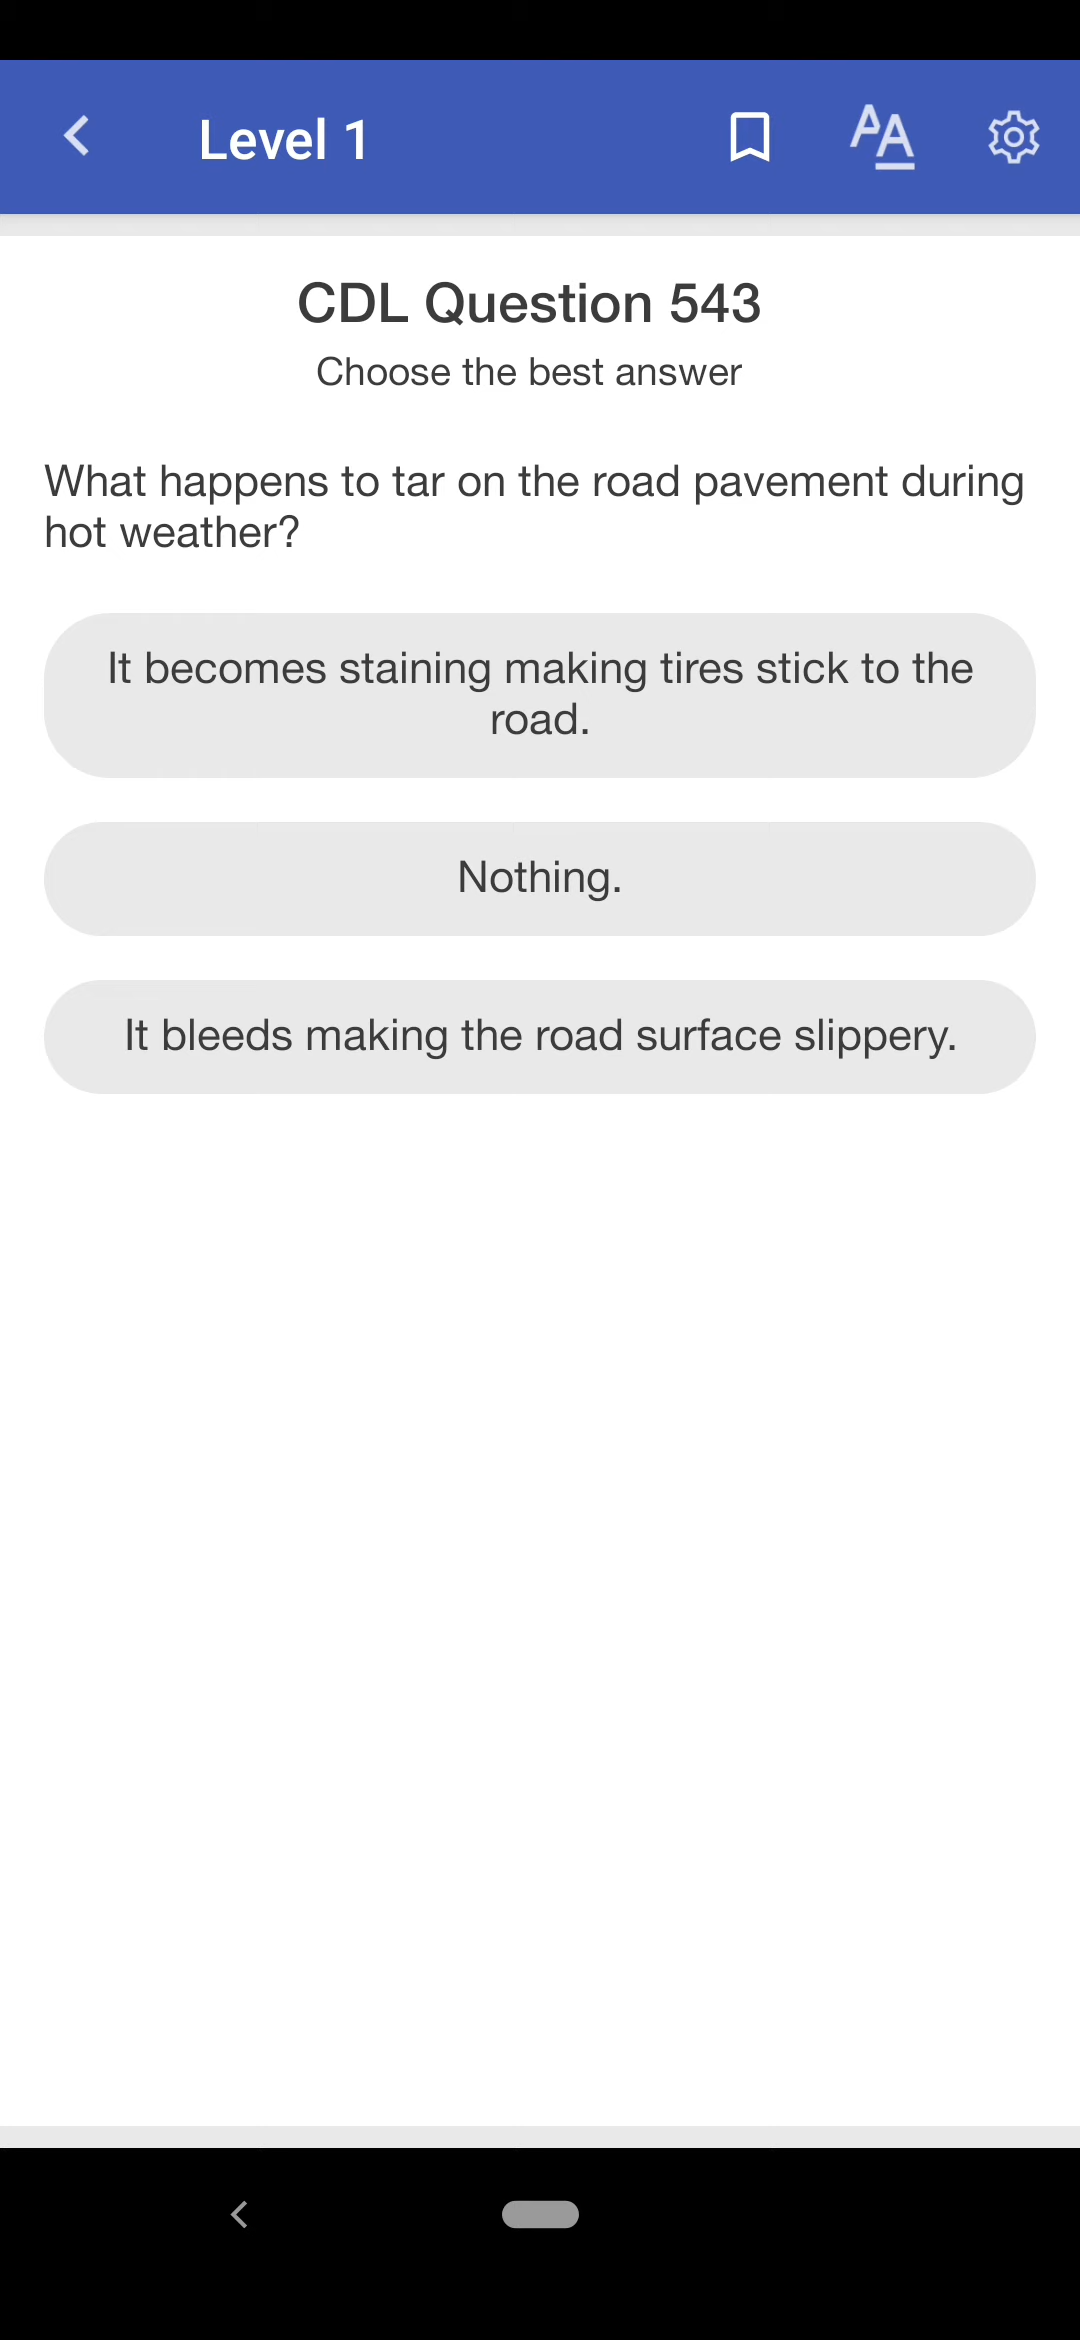 Level 1
CDL Question 543
Choose the best answer
What happens to tar on the road pavement during
hot weather?
It becomes staining making tires stick to the
road.
Nothing.
It bleeds making the road surface slippery.